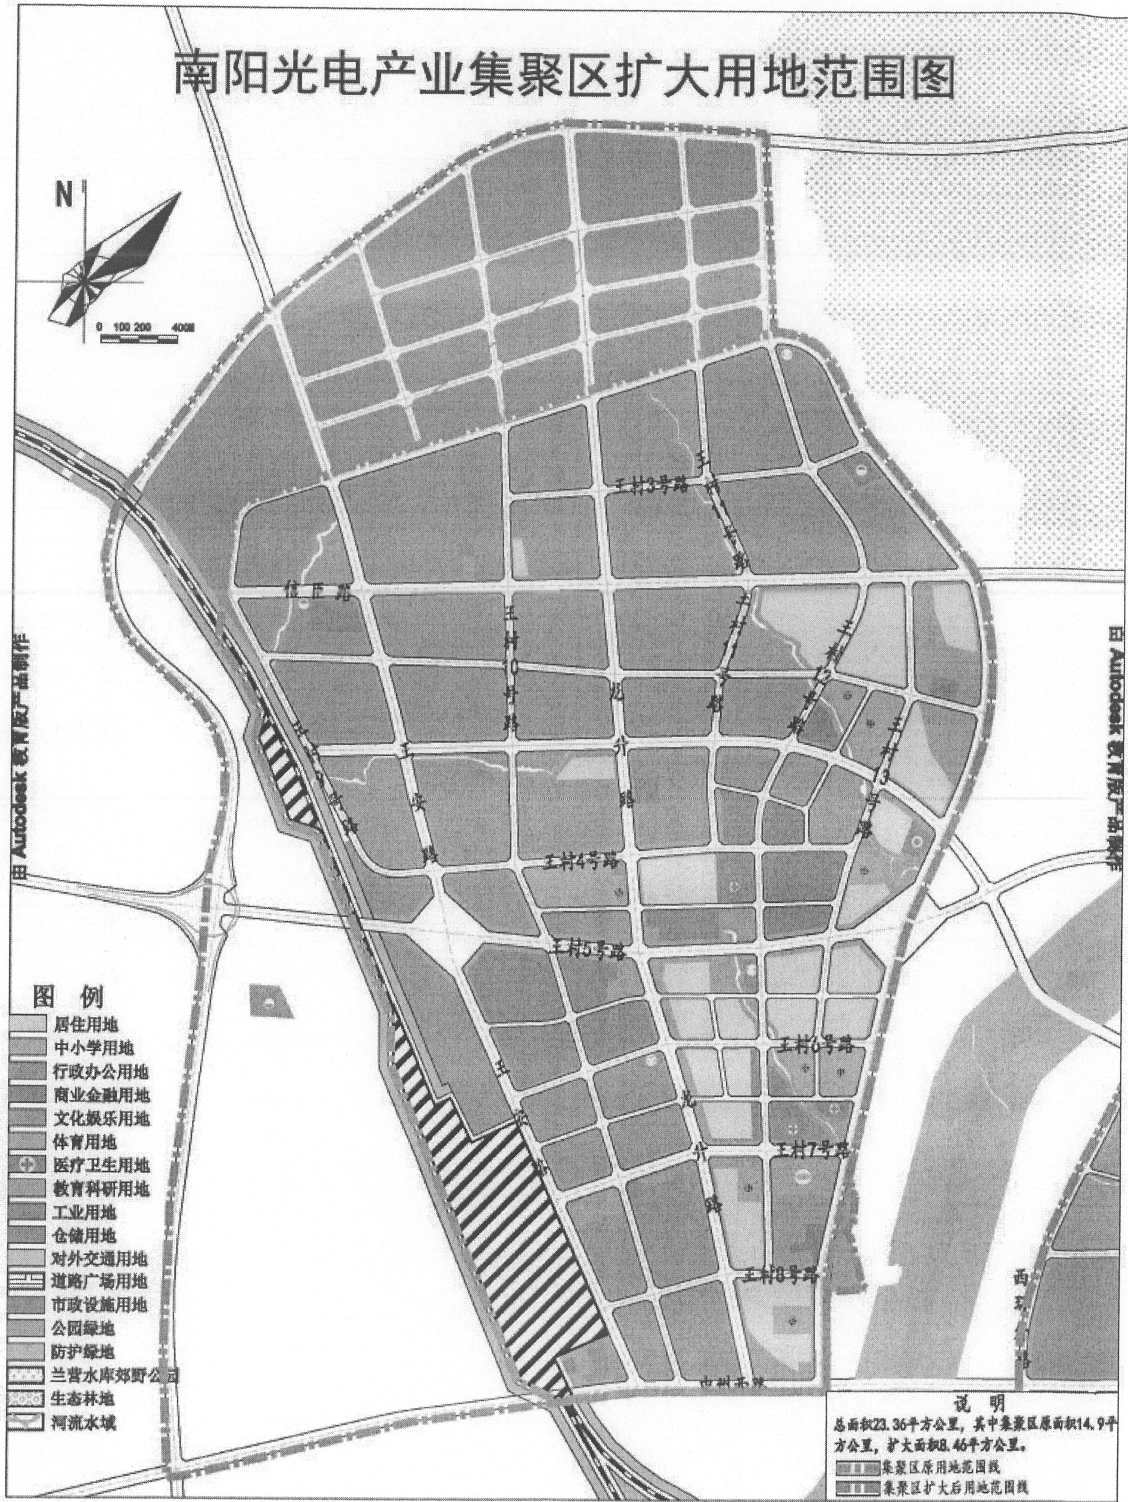 南阳光电产业集聚区扩大用地范围图
N
0 100 200 400M
王村3号路
信臣路
王村10号路
王村11号路
王村12号路
王村13号路
龙升路
王安路
王村4号路
王村5号路
王村6号路
王安路
龙升路
王村7号路
王村8号路
中州西路
由 Autodesk 教育版产品制作
由 Autodesk 教育版产品制作
图 例
居住用地
中小学用地
行政办公用地
商业金融用地
文化娱乐用地
体育用地
医疗卫生用地
教育科研用地
工业用地
仓储用地
对外交通用地
道路广场用地
市政设施用地
公园绿地
防护绿地
兰营水库郊野公园
生态林地
河流水域
说 明
总面积23.36平方公里，其中集聚区原面积14.9平
方公里，扩大面积8.46平方公里。
集聚区原用地范围线
集聚区扩大后用地范围线